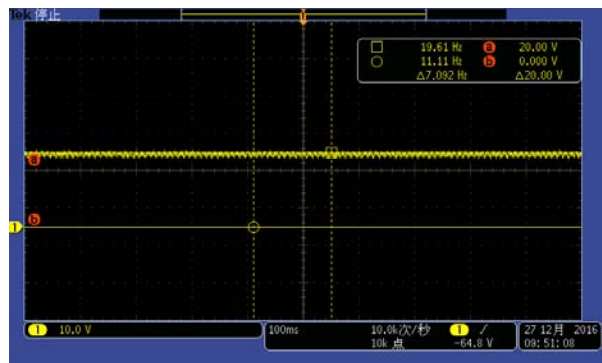 Tek 停止
19.61 Hz a 20.00 V
11.11 Hz b 0.000 V
△7.092 Hz △20.00 V
a
b
1
1 10.0 V
100ms
10.0k次/秒
10k 点
1 -64.8 V
27 12月 2016
09:51:08